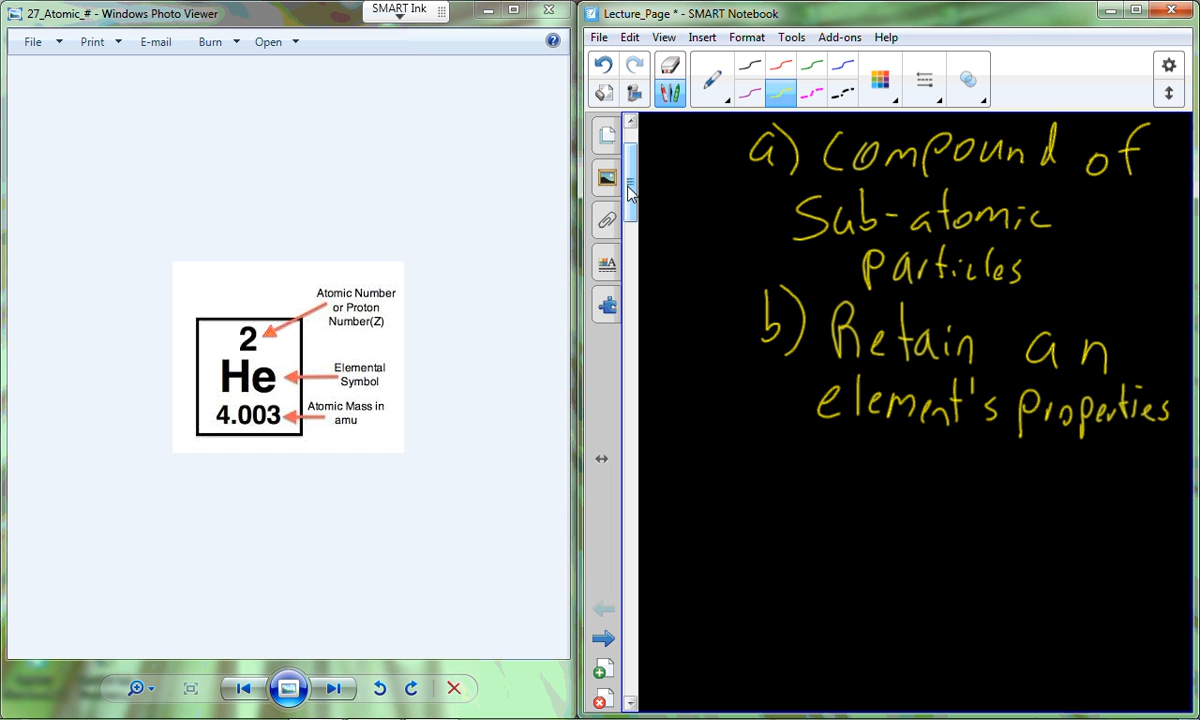 27_Atomic_# - Windows Photo Viewer
SMART Ink
File Print E-mail Burn Open
2
He
4.003
Atomic Number
or Proton
Number(Z)
Elemental
Symbol
Atomic Mass in
amu
Lecture_Page * - SMART Notebook
File Edit View Insert Format Tools Add-ons Help
a) Compound of
Sub-atomic
particles
b) Retain an
element's properties